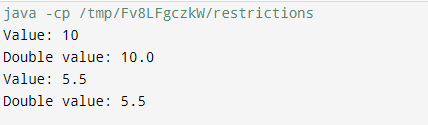 java -cp /tmp/Fv8LFgczkW/restrictions
Value: 10
Double value: 10.0
Value: 5.5
Double value: 5.5